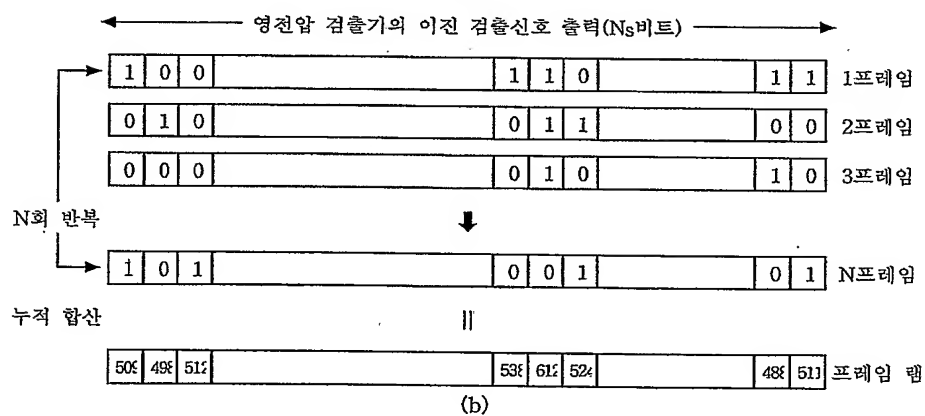 영전압 검출기의 이진 검출신호 출력(Ns비트)
1 0 0 1 1 0 1 1 1프레임
0 1 0 0 1 1 0 0 2프레임
0 0 0 0 1 0 1 0 3프레임
N회 반복
1 0 1 0 0 1 0 1 N프레임
누적 합산
512 612 511 프레임 램
(b)